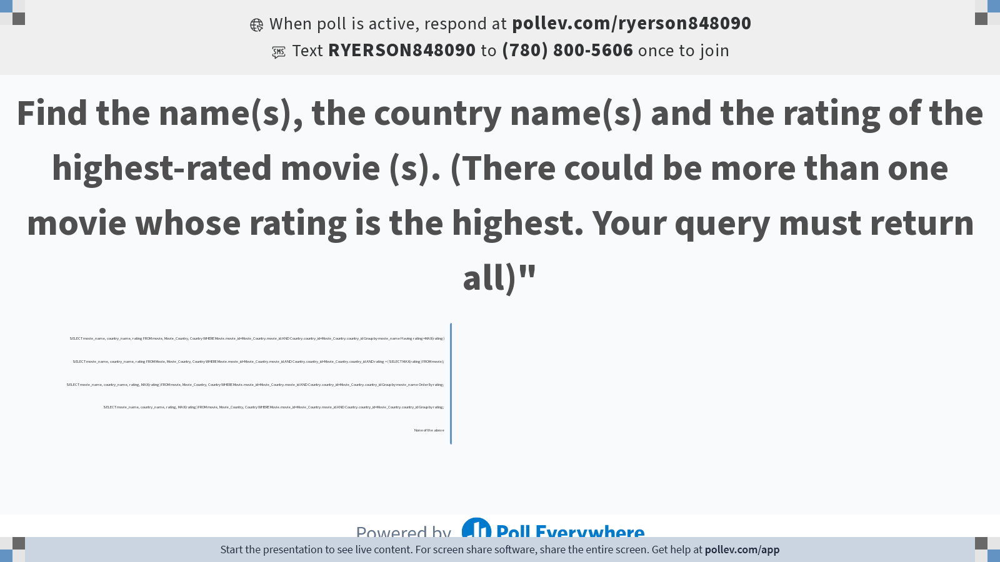 When poll is active, respond at pollev.com/ryerson848090
SMS Text RYERSON848090 to (780) 800-5606 once to join
Find the name(s), the country name(s) and the rating of the
highest-rated movie (s). (There could be more than one
movie whose rating is the highest. Your query must return
all)"
SELECT movie_name, country_name, rating FROM movie, Movie_Country, Country WHERE Movie.movie_id=Movie_Country.movie_id AND Country.country_id=Movie_Country.country_id Group by movie_name Having rating=MAX(rating)
SELECT movie_name, country_name, rating FROM Movie, Movie_Country, Country WHERE Movie.movie_id=Movie_Country.movie_id AND Country.country_id=Movie_Country.country_id AND rating = ( SELECT MAX(rating) FROM movie);
SELECT movie_name, country_name, rating, MAX(rating) FROM movie, Movie_Country, Country WHERE Movie.movie_id=Movie_Country.movie_id AND Country.country_id=Movie_Country.country_id Group by movie_name Order By rating;
SELECT movie_name, country_name, rating, MAX(rating) FROM movie, Movie_Country, Country WHERE Movie.movie_id=Movie_Country.movie_id AND Country.country_id=Movie_Country.country_id Group by rating;
None of the above
Powered by Poll Everywhere
Start the presentation to see live content. For screen share software, share the entire screen. Get help at pollev.com/app